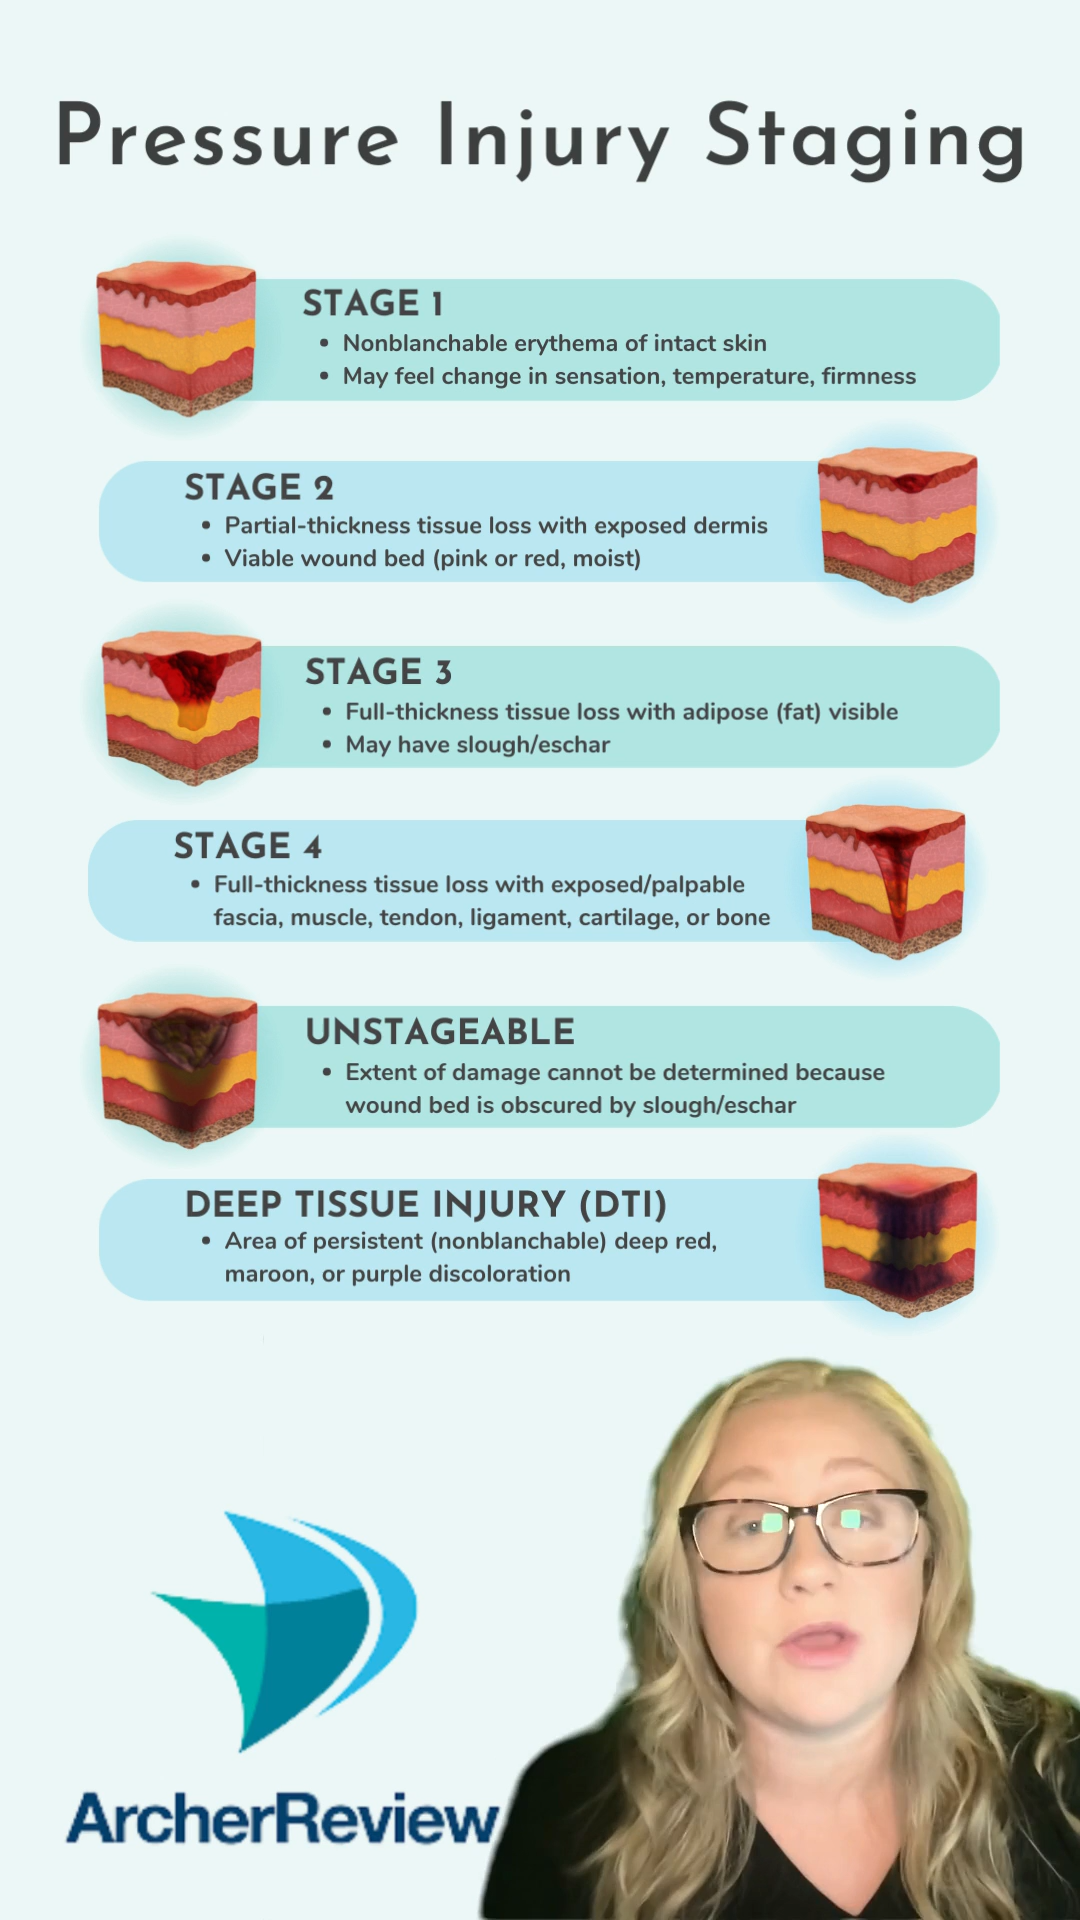 Pressure Injury Staging
STAGE 1
• Nonblanchable erythema of intact skin
• May feel change in sensation, temperature, firmness
STAGE 2
• Partial-thickness tissue loss with exposed dermis
• Viable wound bed (pink or red, moist)
STAGE 3
• Full-thickness tissue loss with adipose (fat) visible
• May have slough/eschar
STAGE 4
• Full-thickness tissue loss with exposed/palpable
fascia, muscle, tendon, ligament, cartilage, or bone
UNSTAGEABLE
• Extent of damage cannot be determined because
wound bed is obscured by slough/eschar
DEEP TISSUE INJURY (DTI)
• Area of persistent (nonblanchable) deep red,
maroon, or purple discoloration
ArcherReview